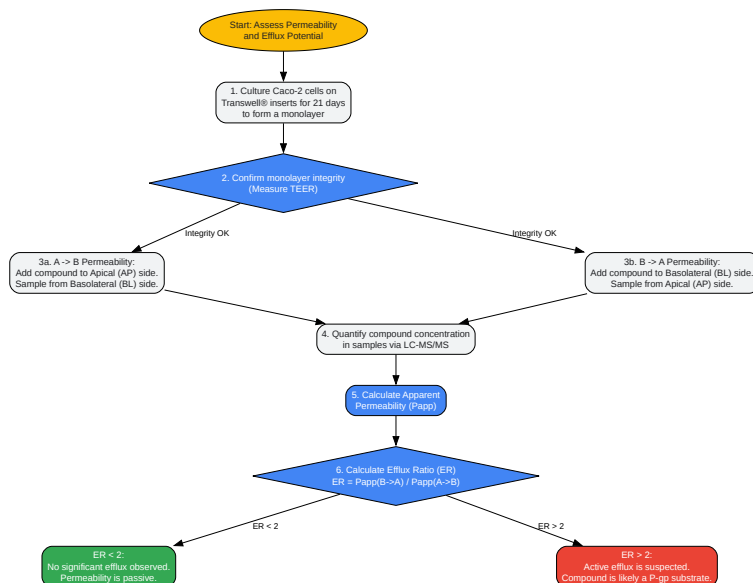 Start: Assess Permeability
and Efflux Potential
1. Culture Caco-2 cells on
Transwell® inserts for 21 days
to form a monolayer
2. Confirm monolayer integrity
(Measure TEER)
Integrity OK
Integrity OK
3a. A -> B Permeability:
Add compound to Apical (AP) side.
Sample from Basolateral (BL) side.
3b. B -> A Permeability:
Add compound to Basolateral (BL) side.
Sample from Apical (AP) side.
4. Quantify compound concentration
in samples via LC-MS/MS
5. Calculate Apparent
Permeability (Papp)
6. Calculate Efflux Ratio (ER)
ER = Papp(B->A) / Papp(A->B)
ER < 2
ER > 2
ER < 2:
No significant efflux observed.
Permeability is passive.
ER > 2:
Active efflux is suspected.
Compound is likely a P-gp substrate.